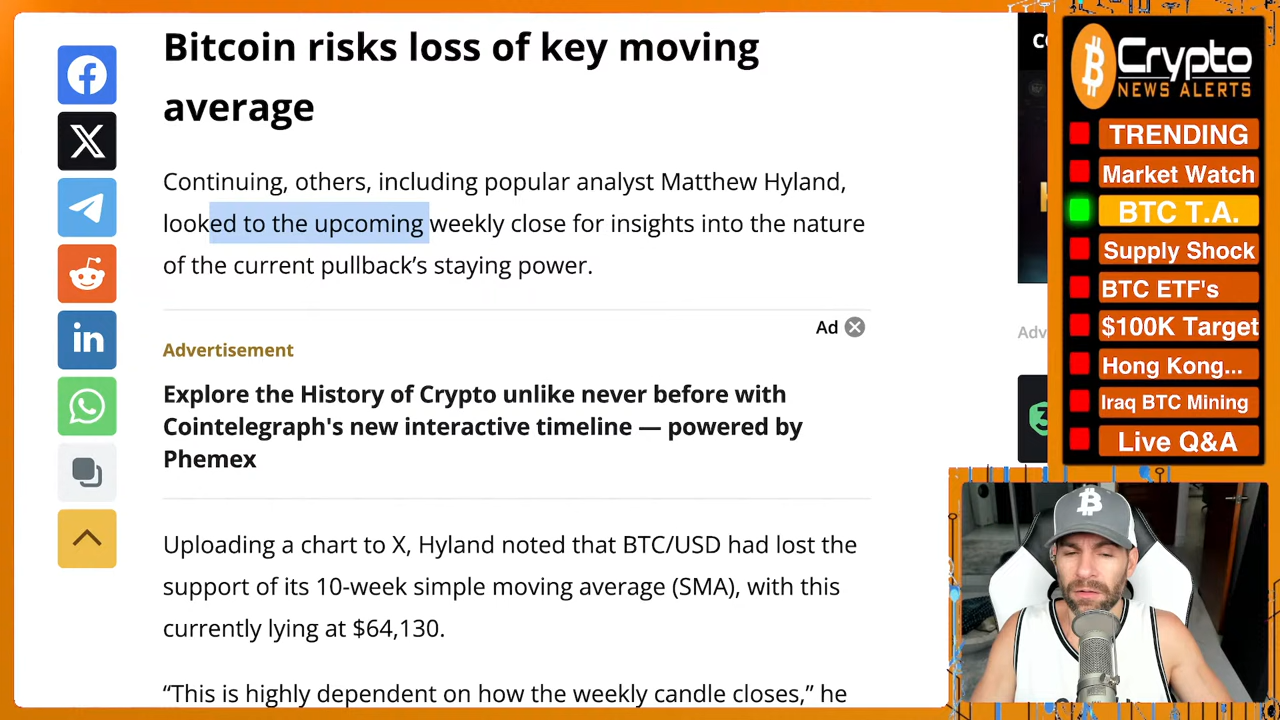 Bitcoin risks loss of key moving
average
Continuing, others, including popular analyst Matthew Hyland,
looked to the upcoming weekly close for insights into the nature
of the current pullback's staying power.
Ad
Advertisement
Explore the History of Crypto unlike never before with
Cointelegraph's new interactive timeline — powered by
Phemex
Uploading a chart to X, Hyland noted that BTC/USD had lost the
support of its 10-week simple moving average (SMA), with this
currently lying at $64,130.
“This is highly dependent on how the weekly candle closes,” he
Adv
Crypto
NEWS ALERTS
TRENDING
Market Watch
BTC T.A.
Supply Shock
BTC ETF's
$100K Target
Hong Kong...
Iraq BTC Mining
Live Q&A